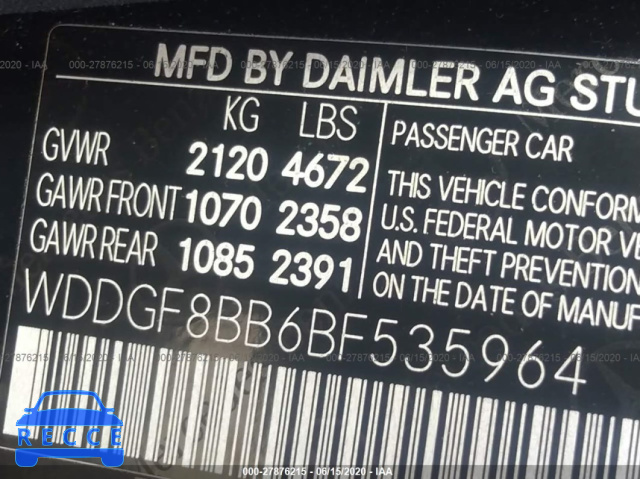 000-27876215 - 06/15/2020 - IAA
MFD BY DAIMLER AG STU
KG LBS
GVWR 2120 4672
GAWR FRONT 1070 2358
GAWR REAR 1085 2391
PASSENGER CAR
THIS VEHICLE CONFORM
U.S. FEDERAL MOTOR VE
AND THEFT PREVENTION
ON THE DATE OF MANUF
WDDGF8BB6BF535964
RECCE
000-27876215 - 06/15/2020 - IAA